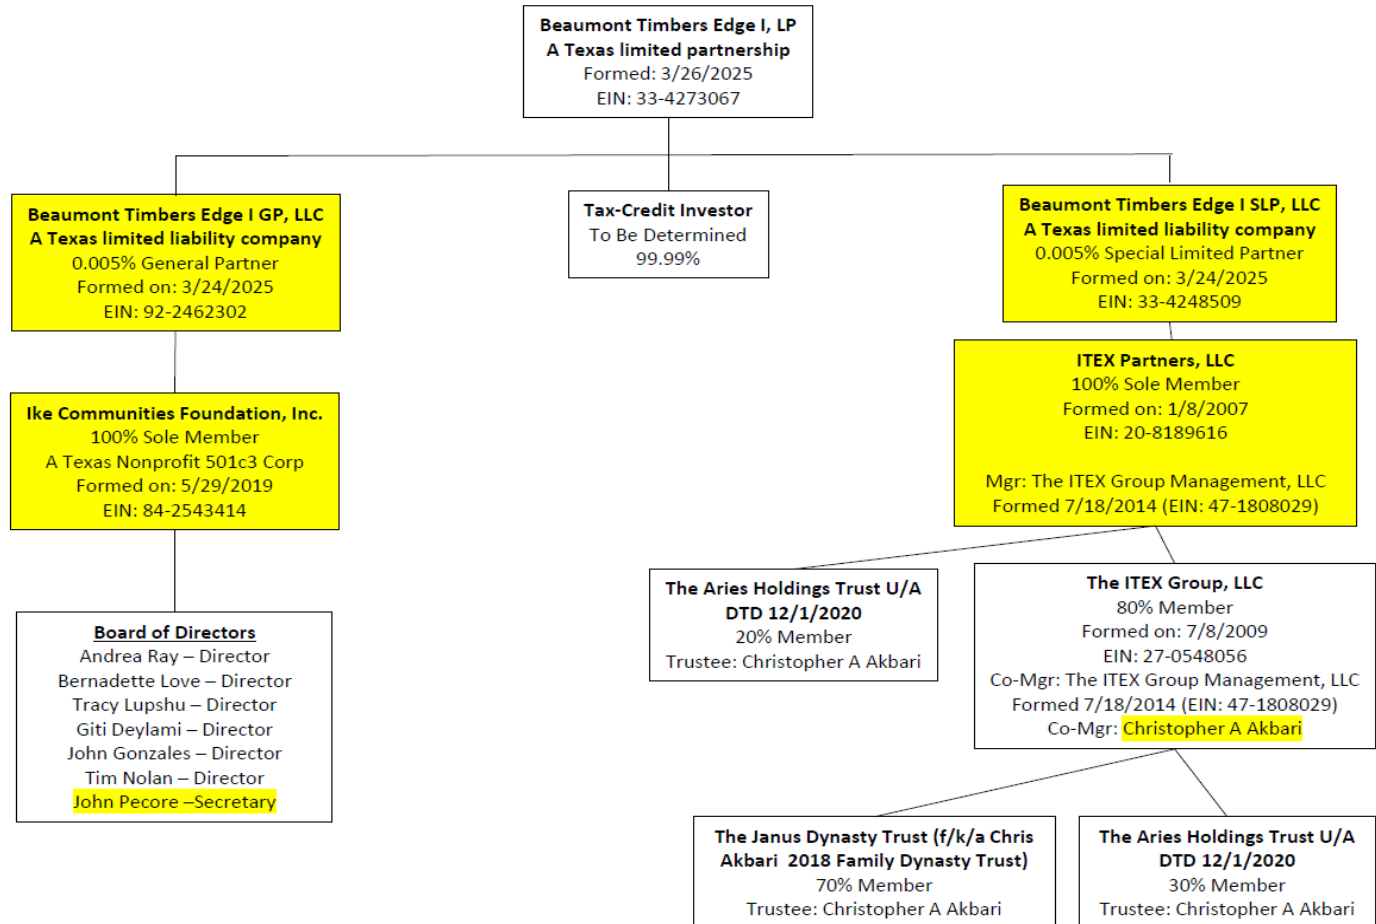 Beaumont Timbers Edge I, LP
A Texas limited partnership
Formed: 3/26/2025
EIN: 33-4273067
Beaumont Timbers Edge I GP, LLC
A Texas limited liability company
0.005% General Partner
Formed on: 3/24/2025
EIN: 92-2462302
Tax-Credit Investor
To Be Determined
99.99%
Beaumont Timbers Edge I SLP, LLC
A Texas limited liability company
0.005% Special Limited Partner
Formed on: 3/24/2025
EIN: 33-4248509
Ike Communities Foundation, Inc.
100% Sole Member
A Texas Nonprofit 501c3 Corp
Formed on: 5/29/2019
EIN: 84-2543414
ITEX Partners, LLC
100% Sole Member
Formed on: 1/8/2007
EIN: 20-8189616
Mgr: The ITEX Group Management, LLC
Formed 7/18/2014 (EIN: 47-1808029)
Board of Directors
Andrea Ray – Director
Bernadette Love – Director
Tracy Lupshu – Director
Giti Deylami – Director
John Gonzales – Director
Tim Nolan – Director
John Pecore –Secretary
The Aries Holdings Trust U/A
DTD 12/1/2020
20% Member
Trustee: Christopher A Akbari
The ITEX Group, LLC
80% Member
Formed on: 7/8/2009
EIN: 27-0548056
Co-Mgr: The ITEX Group Management, LLC
Formed 7/18/2014 (EIN: 47-1808029)
Co-Mgr: Christopher A Akbari
The Janus Dynasty Trust (f/k/a Chris
Akbari 2018 Family Dynasty Trust)
70% Member
Trustee: Christopher A Akbari
The Aries Holdings Trust U/A
DTD 12/1/2020
30% Member
Trustee: Christopher A Akbari